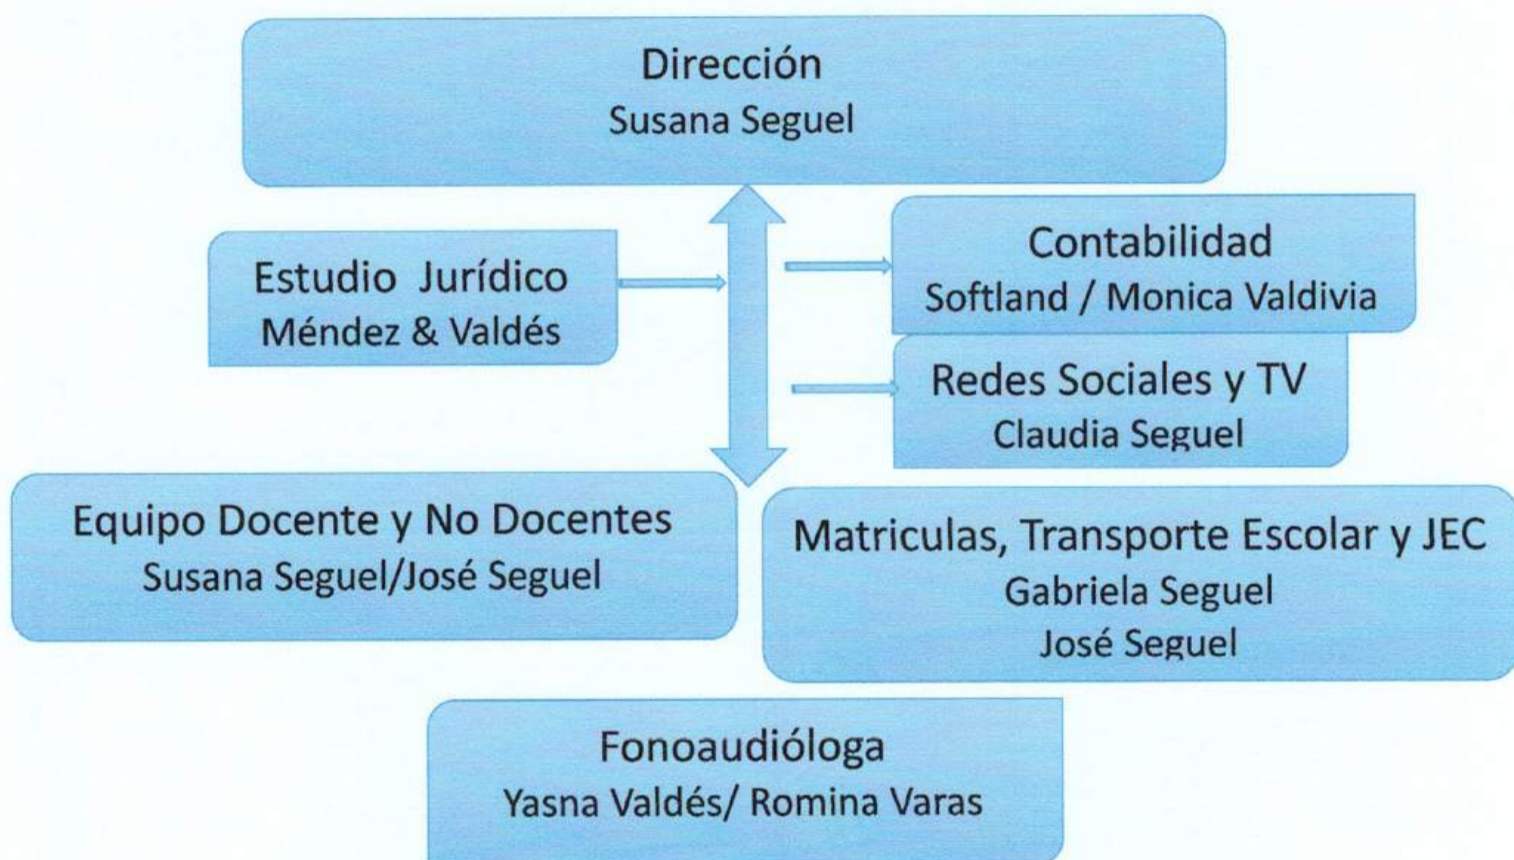 Dirección
Susana Seguel
Estudio Jurídico
Méndez & Valdés
Contabilidad
Softland / Monica Valdivia
Redes Sociales y TV
Claudia Seguel
Equipo Docente y No Docentes
Susana Seguel/José Seguel
Matriculas, Transporte Escolar y JEC
Gabriela Seguel
José Seguel
Fonoaudióloga
Yasna Valdés/ Romina Varas